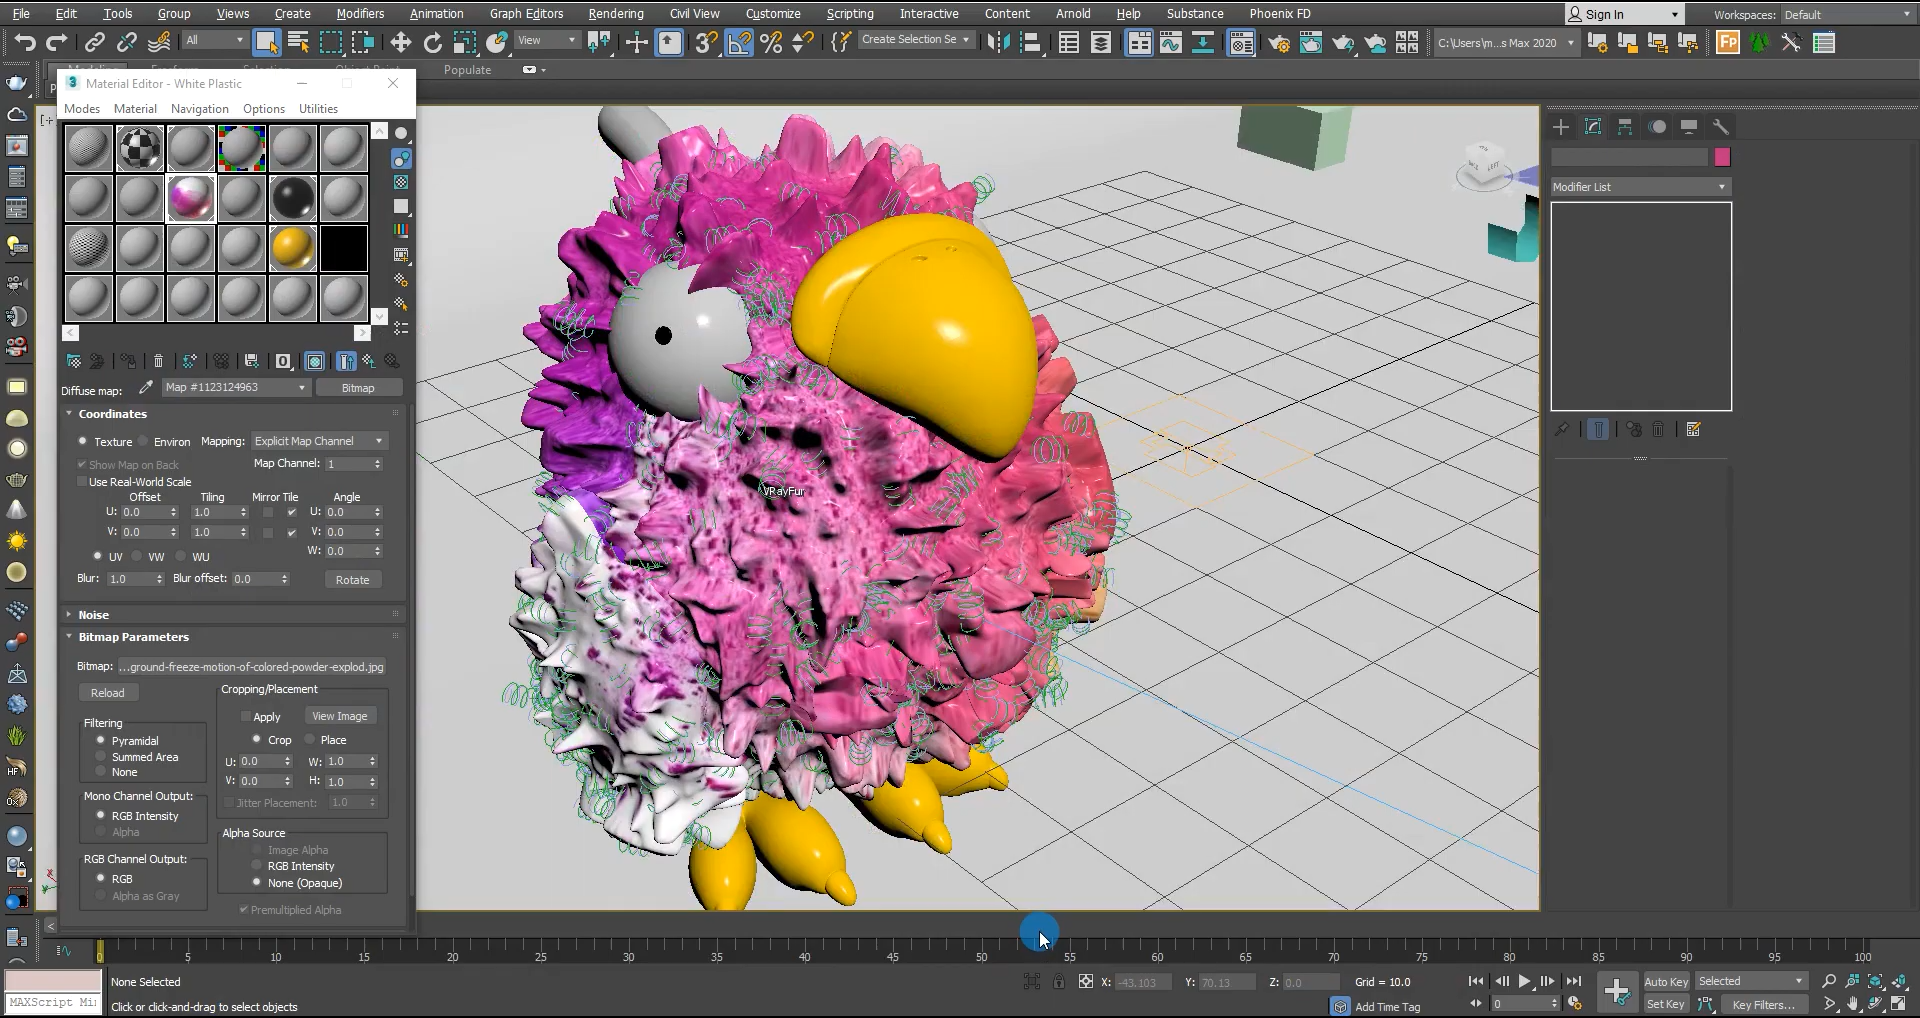 File Edit Tools Group Views Create Modifiers Animation Graph Editors Rendering Civil View Customize Scripting Interactive Content Arnold Help Substance Phoenix FD Sign In Workspaces: Default
All View Create Selection Se C:\Users\m...s Max 2020
Populate
Material Editor - White Plastic
Modes Material Navigation Options Utilities
Modifier List
Diffuse map: Map #1123124963 Bitmap
Coordinates
Texture Environ Mapping: Explicit Map Channel
Show Map on Back Map Channel: 1
Use Real-World Scale
Offset Tiling Mirror Tile Angle
U: 0.0 1.0 U: 0.0
V: 0.0 1.0 V: 0.0
W: 0.0
UV VW WU
Blur: 1.0 Blur offset: 0.0 Rotate
Noise
Bitmap Parameters
Bitmap: ...ground-freeze-motion-of-colored-powder-explod.jpg
Reload
Cropping/Placement
Apply View Image
Crop Place
U: 0.0 W: 1.0
V: 0.0 H: 1.0
Jitter Placement: 1.0
Filtering
Pyramidal
Summed Area
None
Mono Channel Output:
RGB Intensity
Alpha
RGB Channel Output:
RGB
Alpha as Gray
Alpha Source
Image Alpha
RGB Intensity
None (Opaque)
Premultiplied Alpha
VRayFur
0 5 10 15 20 25 30 35 40 45 50 55 60 65 70 75 80 85 90 95 100
None Selected X: -43.103 Y: 70.13 Z: 0.0 Grid = 10.0 Auto Key Selected
MAXScript Mi Click or click-and-drag to select objects Add Time Tag 0 Set Key Key Filters...